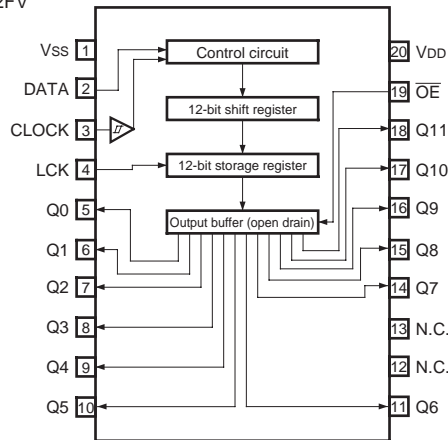 2FV
Vss 1
DATA 2
CLOCK 3
LCK 4
Q0 5
Q1 6
Q2 7
Q3 8
Q4 9
Q5 10
Control circuit
12-bit shift register
12-bit storage register
Output buffer (open drain)
20 VDD
19 OE
18 Q11
17 Q10
16 Q9
15 Q8
14 Q7
13 N.C.
12 N.C.
11 Q6